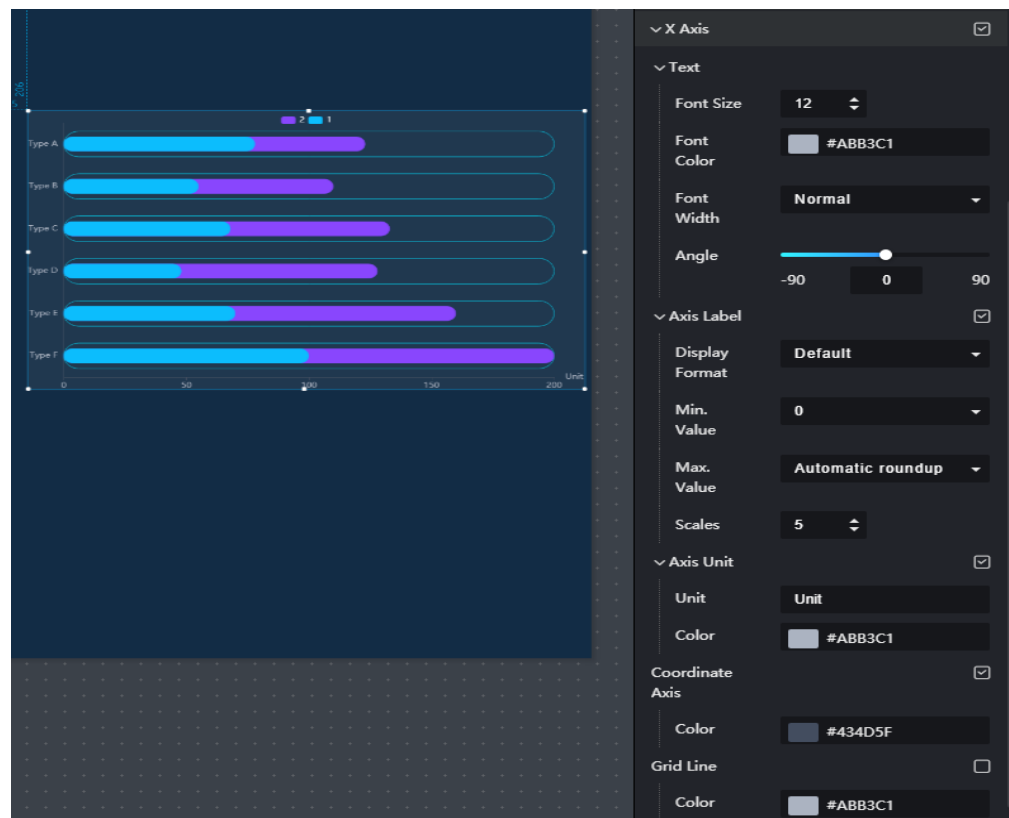 206
2 1
Type A
Type B
Type C
Type D
Type E
Type F
Unit
0 50 100 150 200
X Axis
Text
Font Size 12
Font
Color
#ABB3C1
Font
Width
Normal
Angle
-90 0 90
Axis Label
Display
Format
Default
Min.
Value
0
Max.
Value
Automatic roundup
Scales 5
Axis Unit
Unit Unit
Color #ABB3C1
Coordinate
Axis
Color #434D5F
Grid Line
Color #ABB3C1